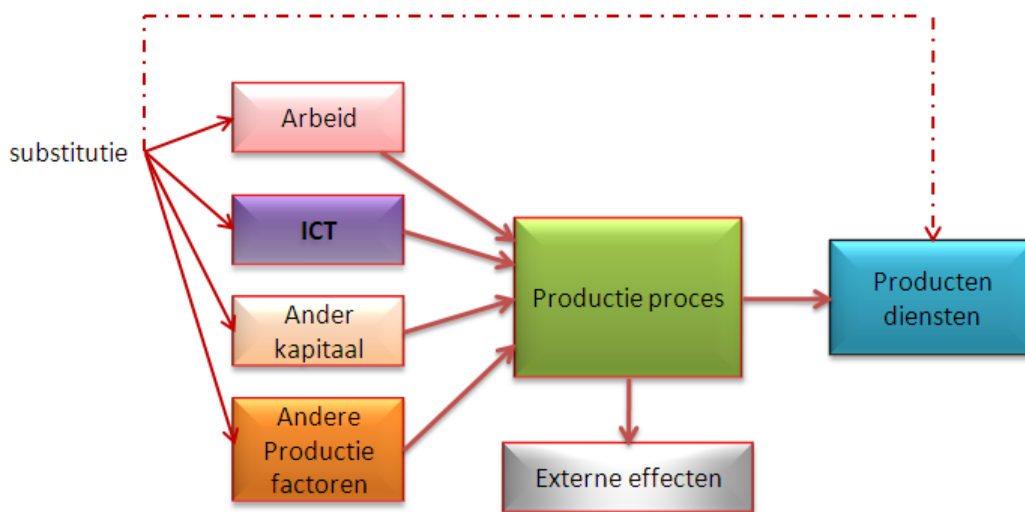 substitutie
Arbeid
ICT
Ander
kapitaal
Andere
Productie
factoren
Productie proces
Externe effecten
Producten
diensten